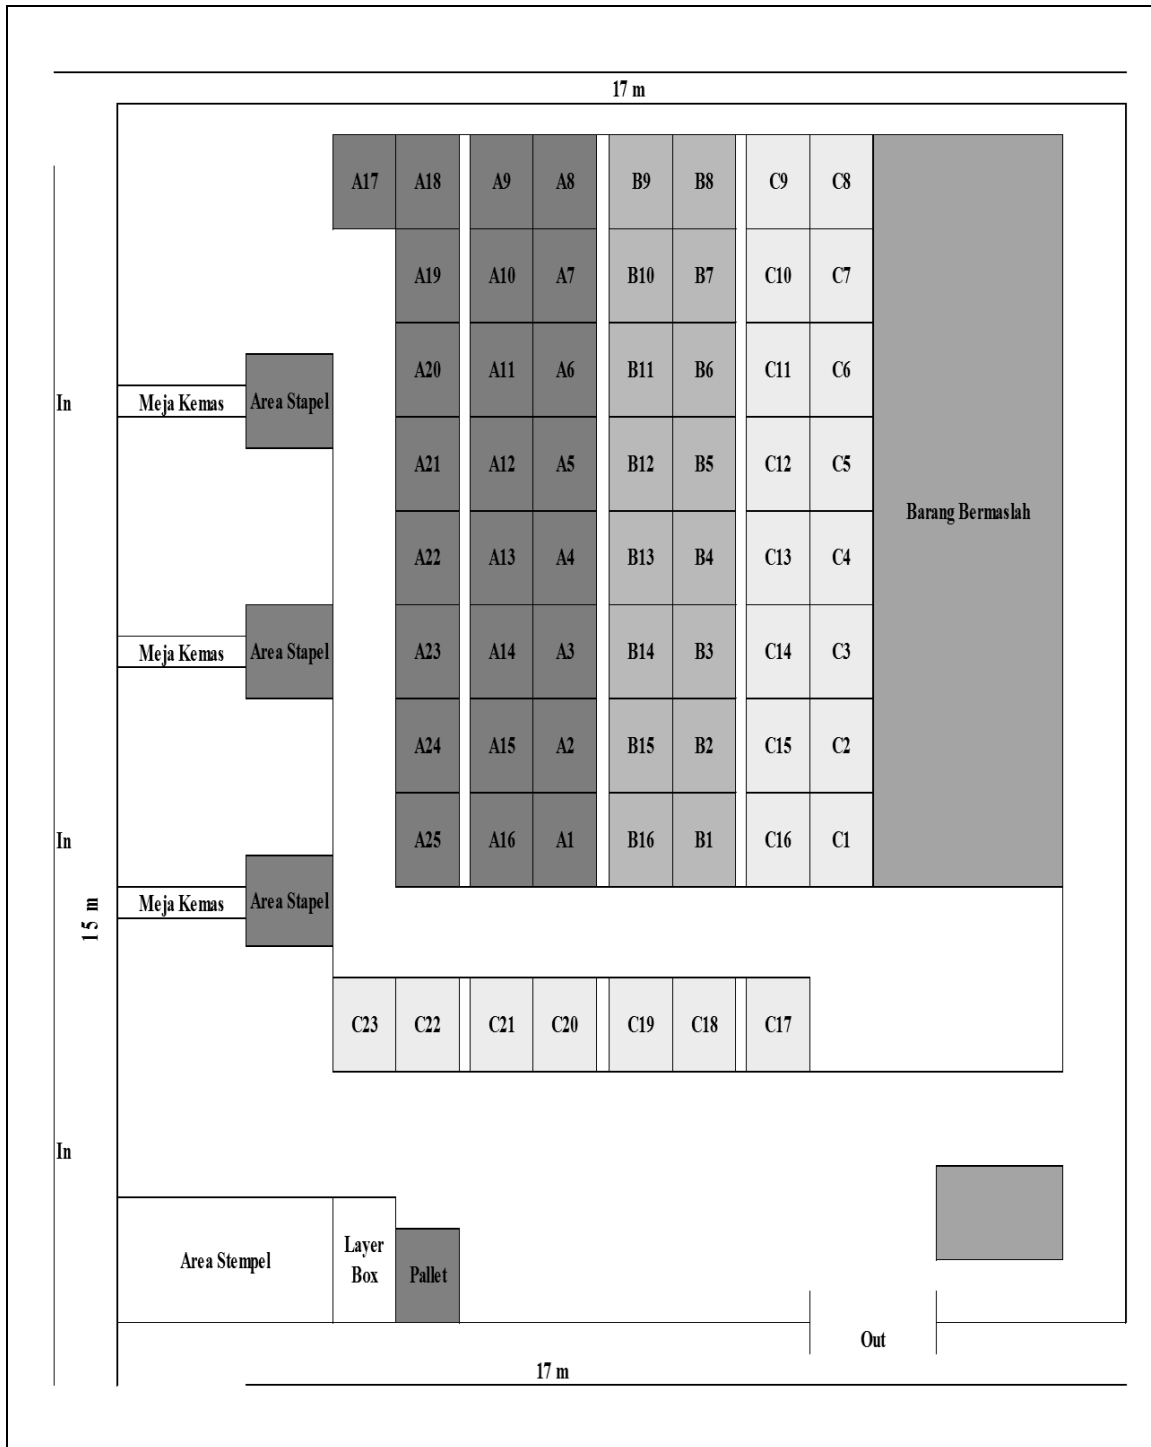 17 m
A17 A18 A9 A8 B9 B8 C9 C8
A19 A10 A7 B10 B7 C10 C7
A20 A11 A6 B11 B6 C11 C6
In Meja Kemas Area Stapel
A21 A12 A5 B12 B5 C12 C5
Barang Bermaslah
A22 A13 A4 B13 B4 C13 C4
Meja Kemas Area Stapel A23 A14 A3 B14 B3 C14 C3
A24 A15 A2 B15 B2 C15 C2
In A25 A16 A1 B16 B1 C16 C1
Meja Kemas Area Stapel
15 m
C23 C22 C21 C20 C19 C18 C17
In
Area Stempel
Layer
Box
Pallet
Out
17 m